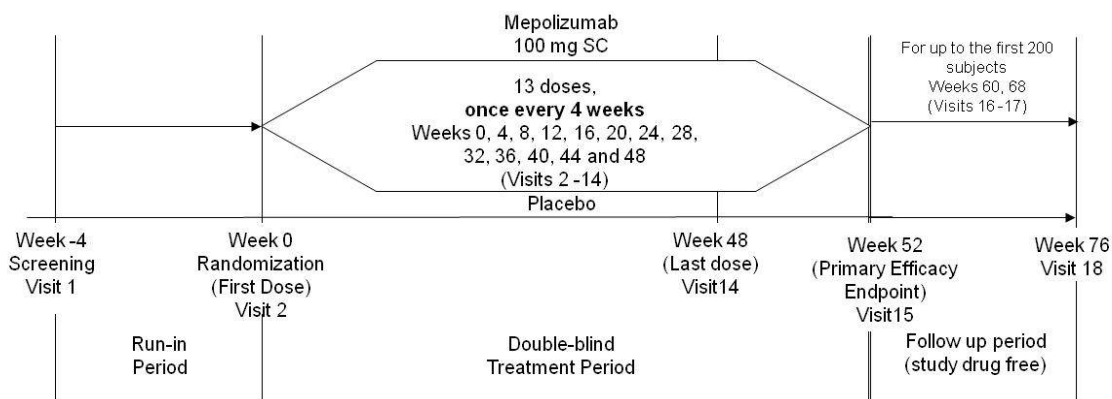 Mepolizumab
100 mg SC
For up to the first 200
subjects
Weeks 60, 68
(Visits 16-17)
13 doses,
once every 4 weeks
Weeks 0, 4, 8, 12, 16, 20, 24, 28,
32, 36, 40, 44 and 48
(Visits 2-14)
Placebo
Week -4
Screening
Visit 1
Week 0
Randomization
(First Dose)
Visit 2
Week 48
(Last dose)
Visit14
Week 52
(Primary Efficacy
Endpoint)
Visit15
Week 76
Visit 18
Run-in
Period
Double-blind
Treatment Period
Follow up period
(study drug free)